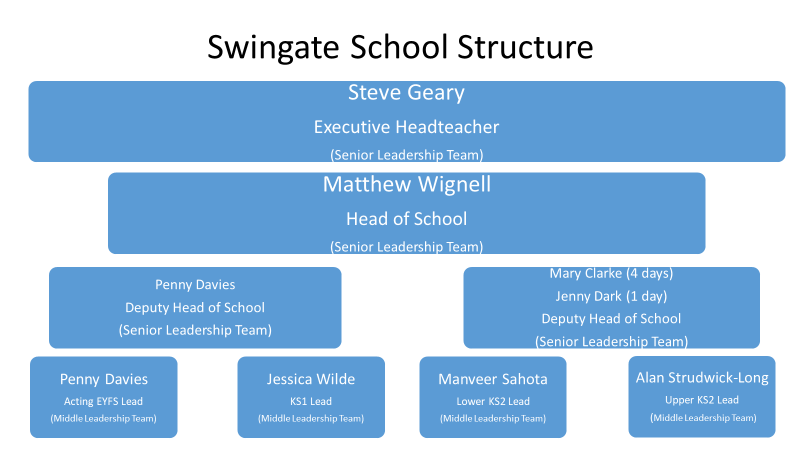 Swingate School Structure
Steve Geary
Executive Headteacher
(Senior Leadership Team)
Matthew Wignell
Head of School
(Senior Leadership Team)
Penny Davies
Deputy Head of School
(Senior Leadership Team)
Mary Clarke (4 days)
Jenny Dark (1 day)
Deputy Head of School
(Senior Leadership Team)
Penny Davies
Acting EYFS Lead
(Middle Leadership Team)
Jessica Wilde
KS1 Lead
(Middle Leadership Team)
Manveer Sahota
Lower KS2 Lead
(Middle Leadership Team)
Alan Strudwick-Long
Upper KS2 Lead
(Middle Leadership Team)